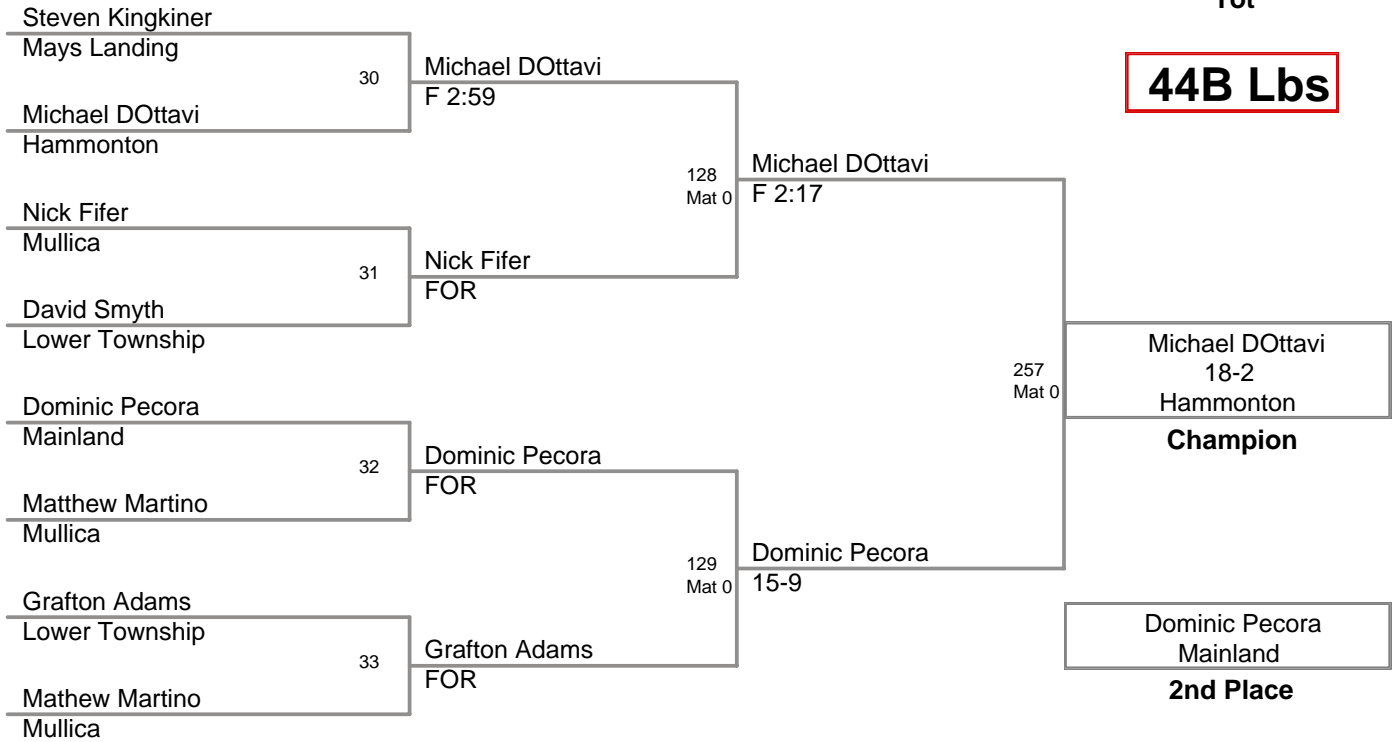 Tot
44B Lbs
Steven Kingkiner
Mays Landing
30
Michael DOttavi
Hammonton
Michael DOttavi
F 2:59
Nick Fifer
Mullica
31
David Smyth
Lower Township
Nick Fifer
FOR
128
Mat 0
Michael DOttavi
F 2:17
Dominic Pecora
Mainland
32
Matthew Martino
Mullica
Dominic Pecora
FOR
Grafton Adams
Lower Township
33
Mathew Martino
Mullica
Grafton Adams
FOR
129
Mat 0
Dominic Pecora
15-9
257
Mat 0
Michael DOttavi
18-2
Hammonton
Champion
Dominic Pecora
Mainland
2nd Place